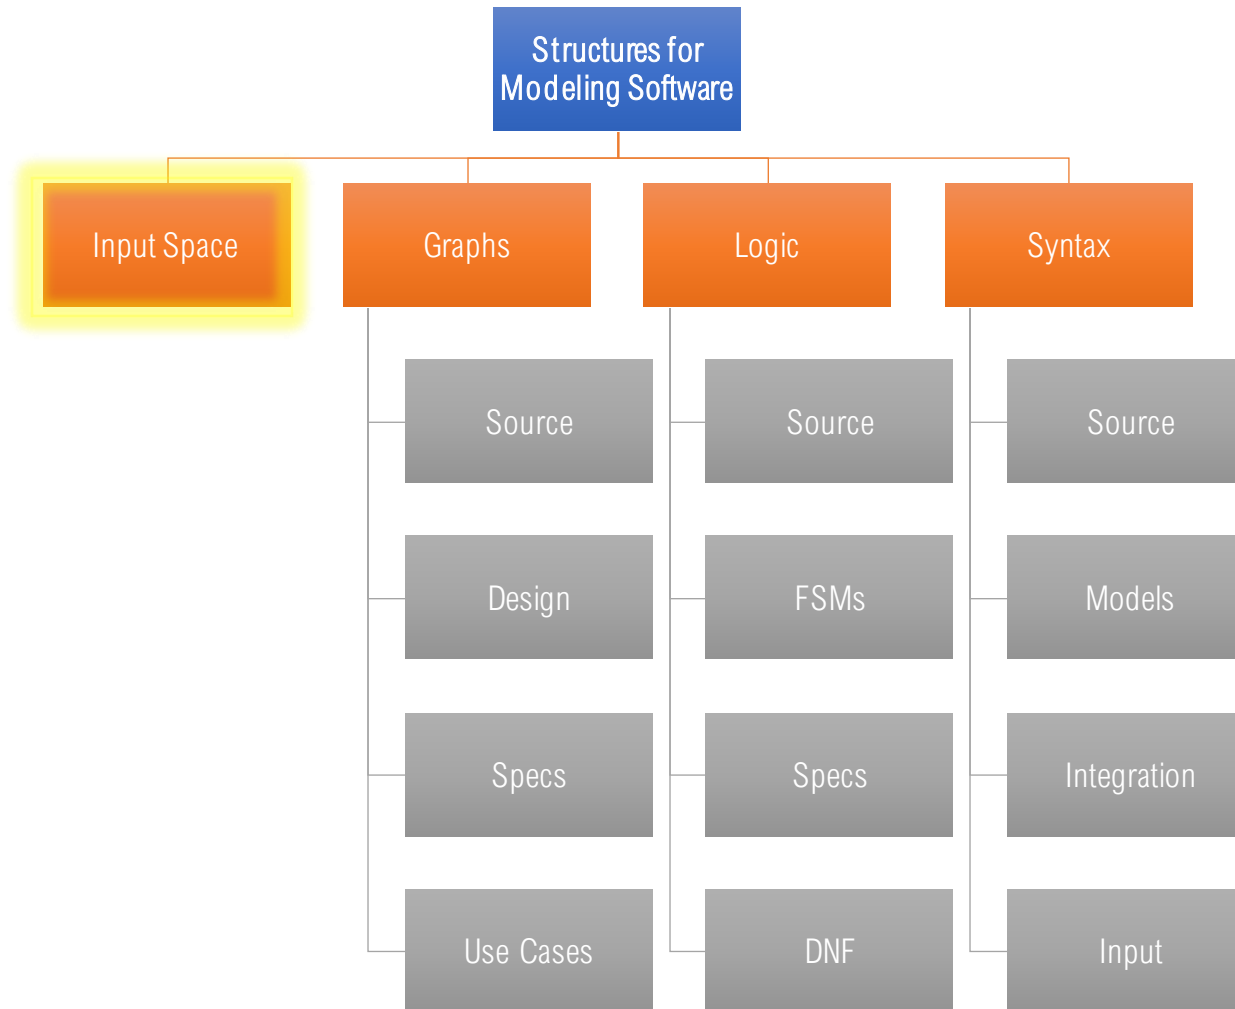 Structures for
Modeling Software
Input Space
Graphs
Logic
Syntax
Source
Source
Source
Design
FSMs
Models
Specs
Specs
Integration
Use Cases
DNF
Input